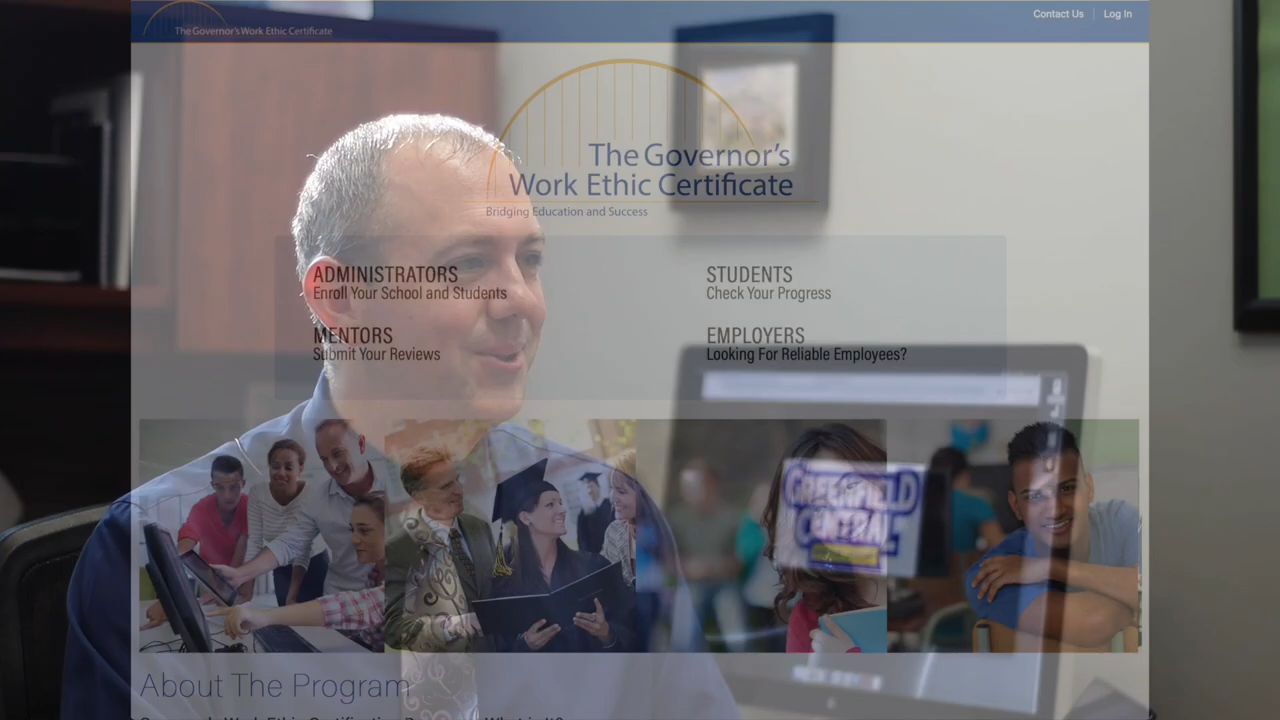 The Governor's Work Ethic Certificate
Contact Us
Log In
The Governor's
Work Ethic Certificate
Bridging Education and Success
ADMINISTRATORS
Enroll Your School and Students
STUDENTS
Check Your Progress
MENTORS
Submit Your Reviews
EMPLOYERS
Looking For Reliable Employees?
GREENFIELD
CENTRAL
About The Program